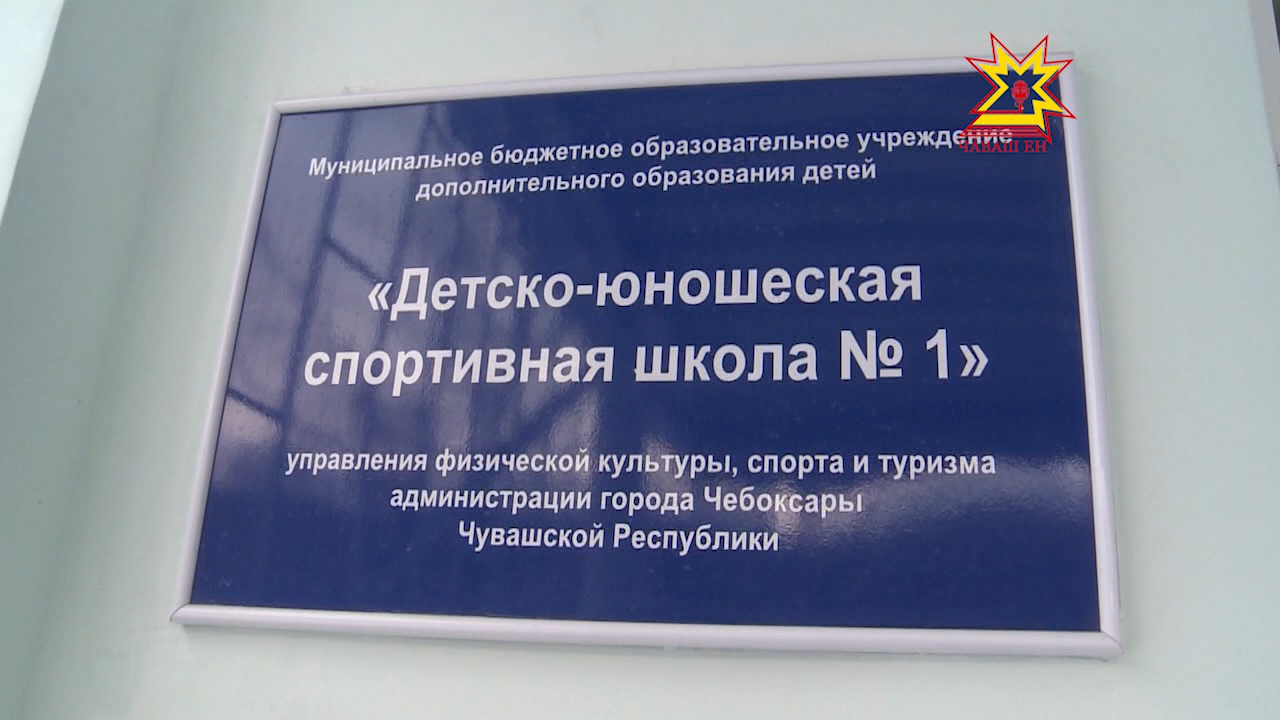 Муниципальное бюджетное образовательное учреждение
дополнительного образования детей
«Детско-юношеская
спортивная школа № 1»
управления физической культуры, спорта и туризма
администрации города Чебоксары
Чувашской Республики
ЧӐВАШ ЕН